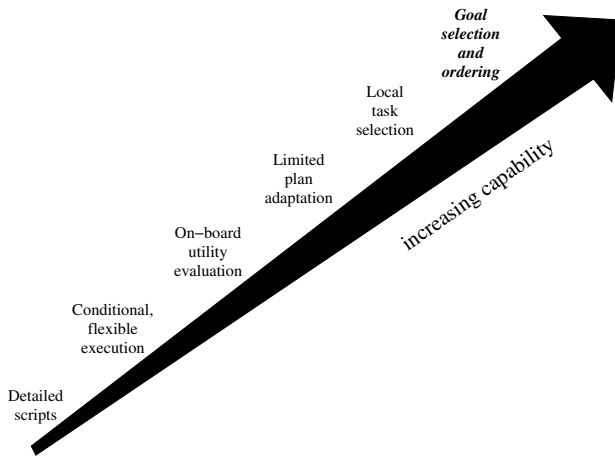 Goal
selection
and
ordering
Local
task
selection
Limited
plan
adaptation
On−board
utility
evaluation
Conditional,
flexible
execution
Detailed
scripts
increasing capability